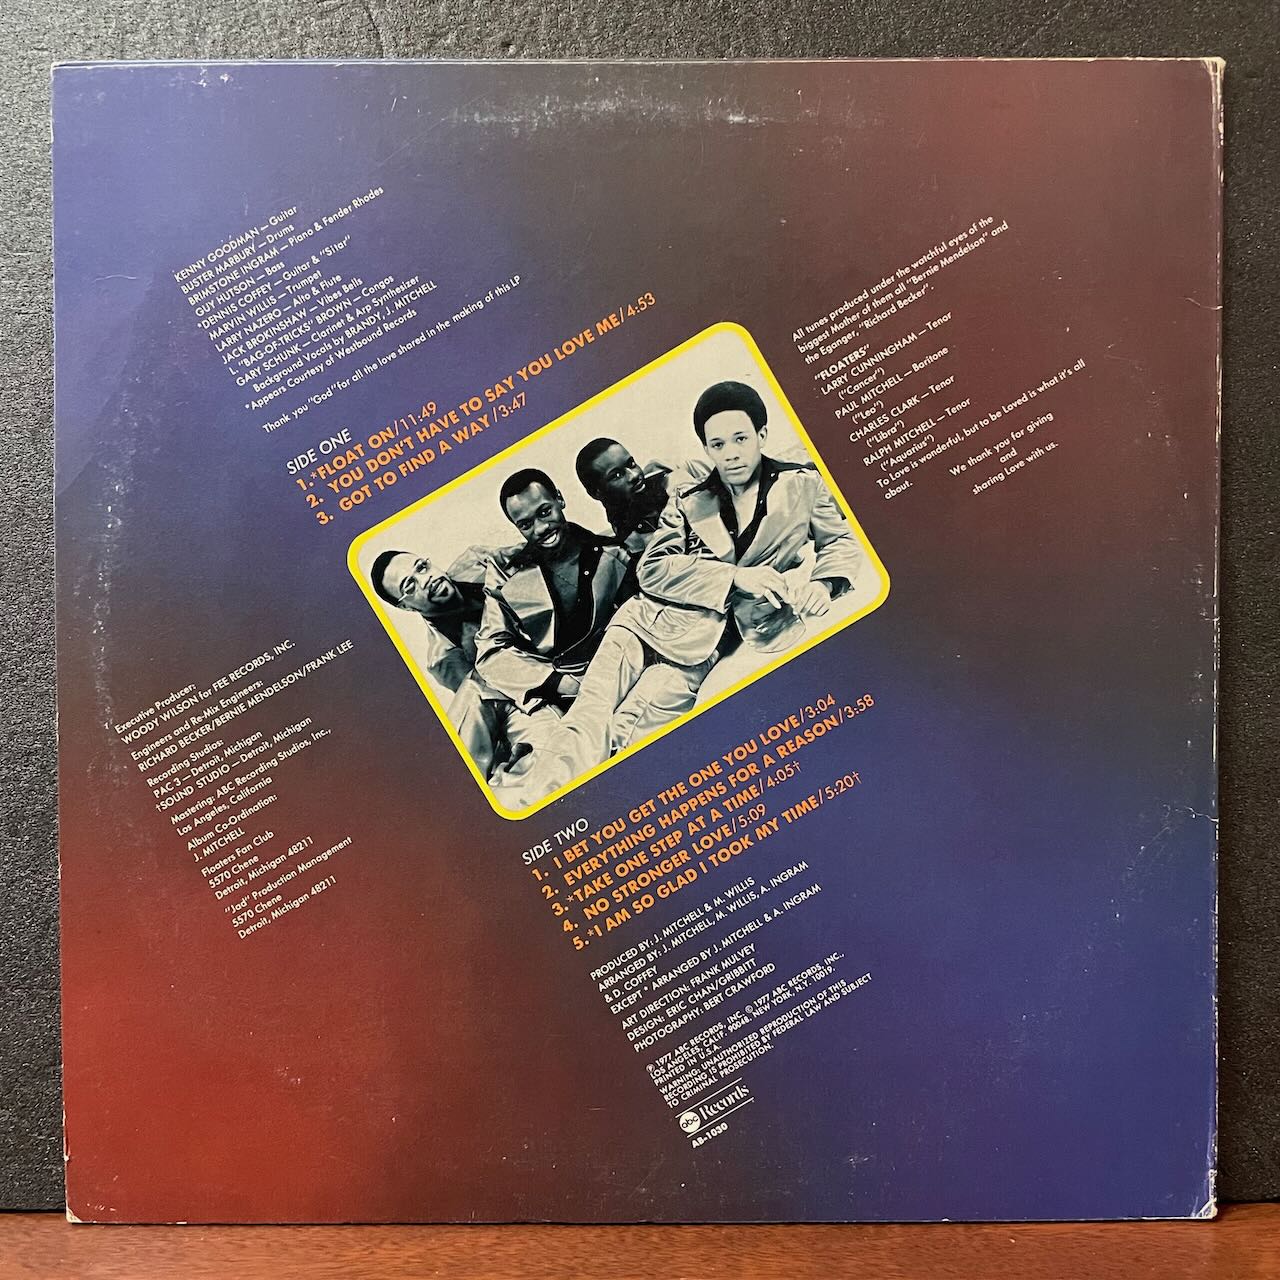 KENNY GOODMAN — Guitar
BUSTER MARBURY — Drums
BRIMSTONE INGRAM — Piano & Fender Rhodes
GUY HUTSON — Bass
*DENNIS COFFEY — Guitar & "Sitar"
MARVIN WILLIS — Trumpet
LARRY NAZERO — Alto & Flute
JACK BROKINSHAW — Vibes Bells
L. "BAG-OF-TRICKS" BROWN — Congos
GARY SCHUNK — Clarinet & Arp Synthesizer
Background Vocals by BRANDY, J. MITCHELL
*Appears Courtesy of Westbound Records
Thank you "God" for all the love shared in the making of this LP
SIDE ONE
1.*FLOAT ON/11:49
2. YOU DON'T HAVE TO SAY YOU LOVE ME/4:53
3. GOT TO FIND A WAY/3:47
All tunes produced under the watchful eyes of the
biggest Mother of them all "Bernie Mendelson" and
the Eganger, "Richard Becker".
"FLOATERS"
LARRY CUNNINGHAM — Tenor
("Cancer")
PAUL MITCHELL — Baritone
("Leo")
CHARLES CLARK — Tenor
("Libra")
RALPH MITCHELL — Tenor
("Aquarius")
To Love is wonderful, but to be Loved is what it's all
about.
We thank you for giving
and
sharing Love with us.
Executive Producer:
WOODY WILSON for FEE RECORDS, INC.
Engineers and Re-Mix Engineers:
RICHARD BECKER/BERNIE MENDELSON/FRANK LEE
Recording Studios:
PAC 3 — Detroit, Michigan
†SOUND STUDIO — Detroit, Michigan
Mastering: ABC Recording Studios, Inc.,
Los Angeles, California
Album Co-Ordination:
J. MITCHELL
Floaters Fan Club
5570 Chene
Detroit, Michigan 48211
"Jad" Production Management
5570 Chene
Detroit, Michigan 48211
SIDE TWO
1. I BET YOU GET THE ONE YOU LOVE/3:04
2. EVERYTHING HAPPENS FOR A REASON/3:58
3.*TAKE ONE STEP AT A TIME/4:05†
4. NO STRONGER LOVE/5:09
5.*I AM SO GLAD I TOOK MY TIME/5:20†
PRODUCED BY: J. MITCHELL & M. WILLIS
ARRANGED BY: J. MITCHELL, M. WILLIS, A. INGRAM
& D. COFFEY
EXCEPT * ARRANGED BY J. MITCHELL & A. INGRAM
ART DIRECTION: FRANK MULVEY
DESIGN: ERIC CHAN/GRIBBITT
PHOTOGRAPHY: BERT CRAWFORD
℗ 1977 ABC RECORDS, INC. © 1977 ABC RECORDS, INC.,
LOS ANGELES, CALIF. 90048. NEW YORK, N.Y. 10019.
PRINTED IN U.S.A.
WARNING: UNAUTHORIZED REPRODUCTION OF THIS
RECORDING IS PROHIBITED BY FEDERAL LAW AND SUBJECT
TO CRIMINAL PROSECUTION.
abc Records
AB-1030